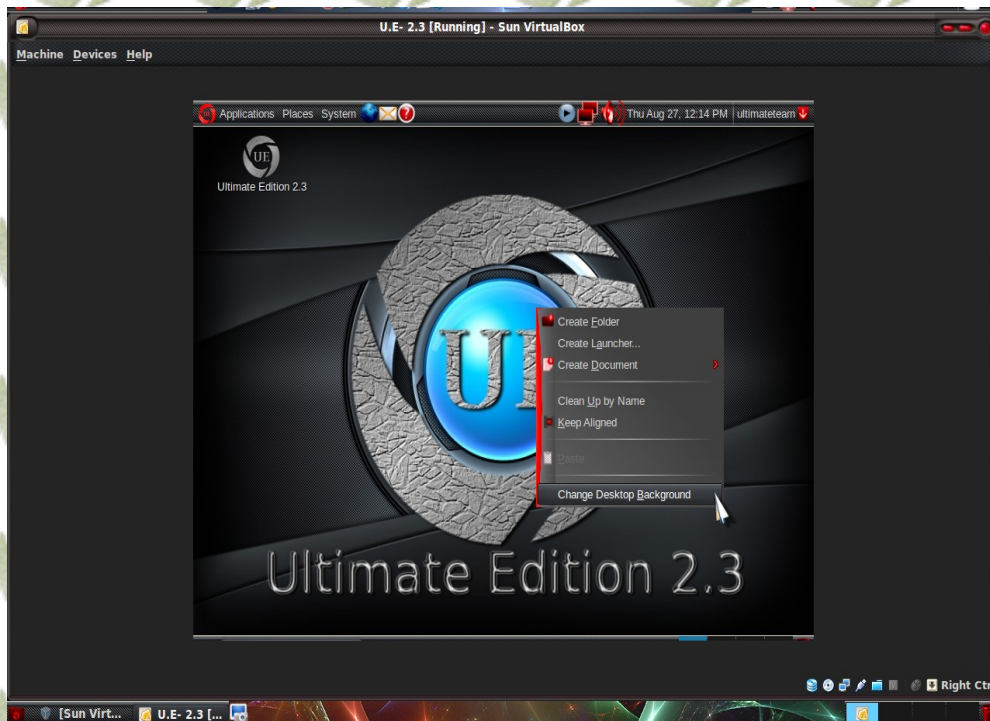 U.E- 2.3 [Running] - Sun VirtualBox
Machine Devices Help
Applications Places System
Thu Aug 27, 12:14 PM ultimateteam
UE
Ultimate Edition 2.3
Create Folder
Create Launcher...
Create Document
Clean Up by Name
Keep Aligned
Paste
Change Desktop Background
Ultimate Edition 2.3
Right Ctr
[Sun Virt... U.E- 2.3 [...